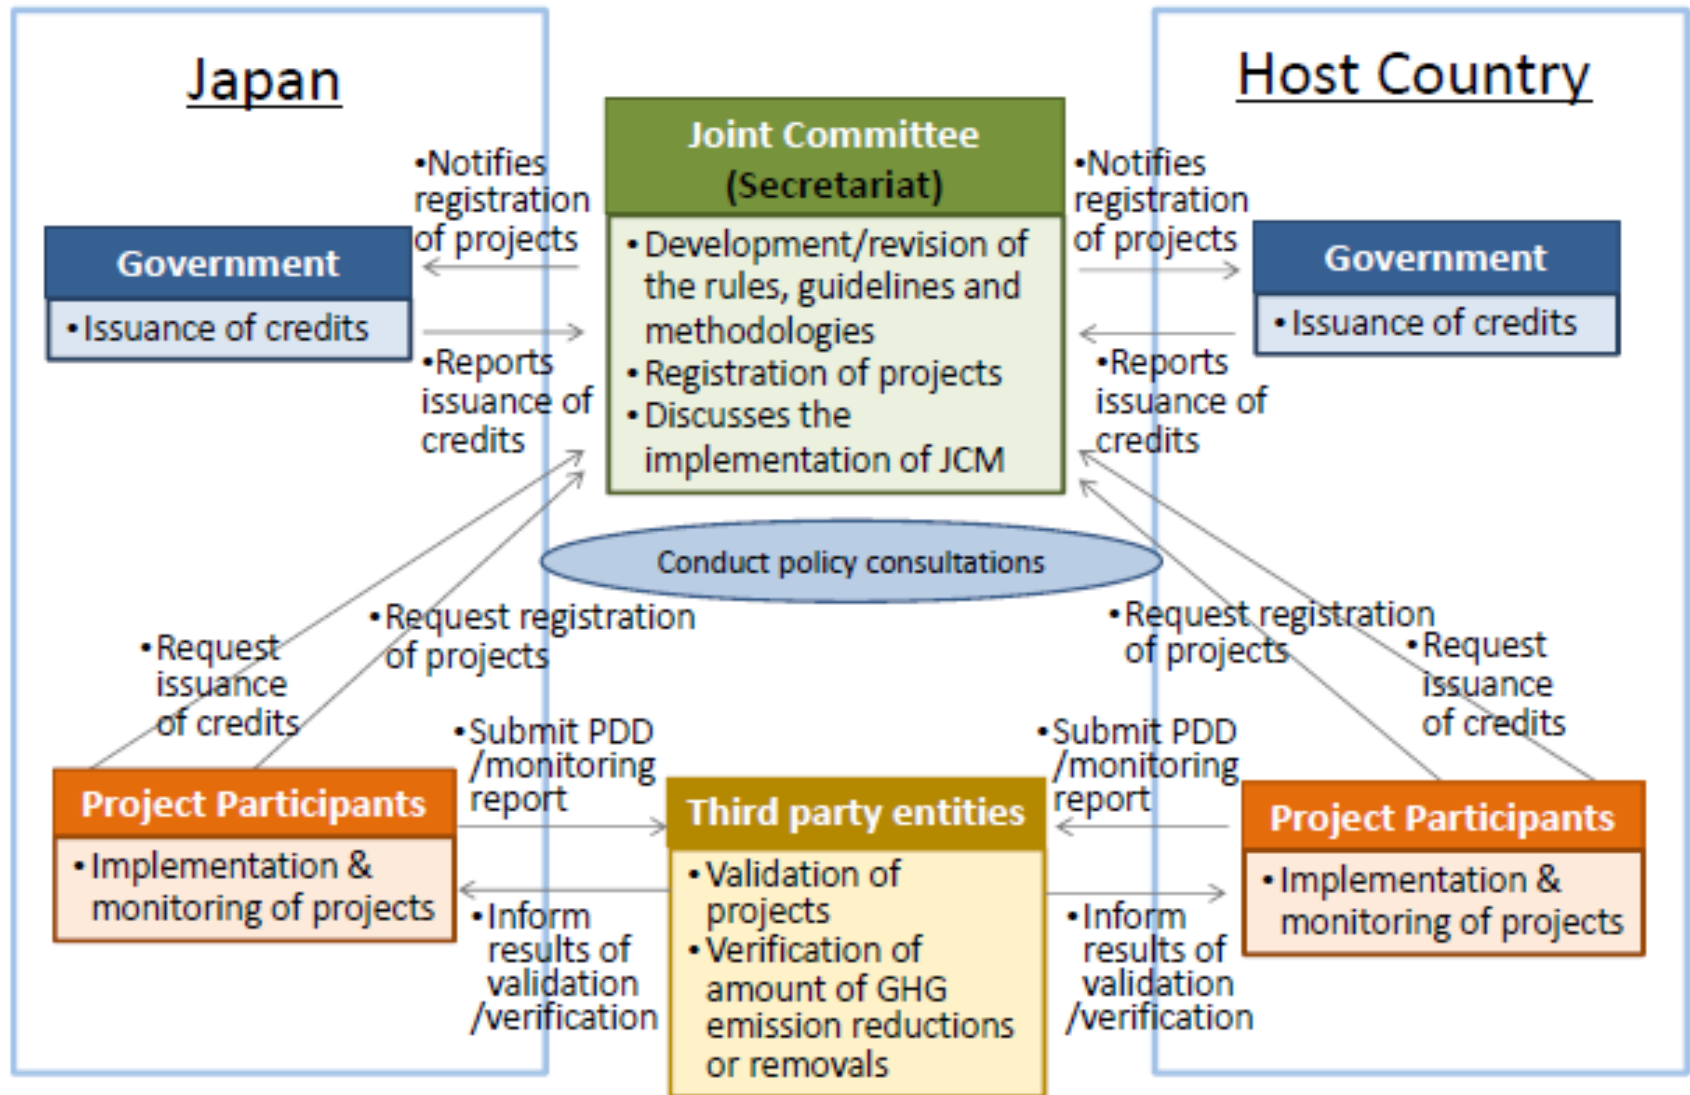 Japan
•Notifies
registration
of projects
Government
•Issuance of credits
•Reports
issuance of
credits
Joint Committee
(Secretariat)
•Development/revision of
the rules, guidelines and
methodologies
•Registration of projects
•Discusses the
implementation of JCM
Host Country
•Notifies
registration
of projects
Government
•Issuance of credits
•Reports
issuance of
credits
Conduct policy consultations
•Request
issuance
of credits
•Request registration
of projects
•Request registration
of projects
•Request
issuance
of credits
Project Participants
•Implementation &
monitoring of projects
•Submit PDD
/monitoring
report
•Inform
results of
validation
/verification
Third party entities
•Validation of
projects
•Verification of
amount of GHG
emission reductions
or removals
•Submit PDD
/monitoring
report
•Inform
results of
validation
/verification
Project Participants
•Implementation &
monitoring of projects